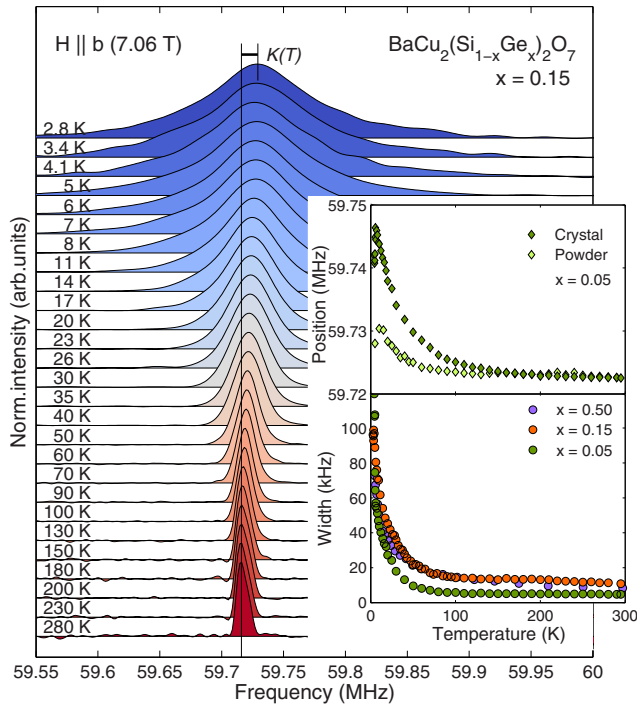 H || b (7.06 T)
K(T)
BaCu2(Si1−xGex)2O7
x = 0.15
2.8 K
3.4 K
4.1 K
5 K
6 K
7 K
8 K
11 K
14 K
17 K
20 K
23 K
26 K
30 K
35 K
40 K
50 K
60 K
70 K
90 K
100 K
130 K
150 K
180 K
200 K
230 K
280 K
Norm.intensity (arb.units)
59.55 59.6 59.65 59.7 59.75 59.8 59.85 59.9 59.95 60
Frequency (MHz)
59.75
59.74
59.73
59.72
Position (MHz)
Crystal
Powder
x = 0.05
100
80
60
40
20
0
Width (kHz)
x = 0.50
x = 0.15
x = 0.05
0 100 200 300
Temperature (K)